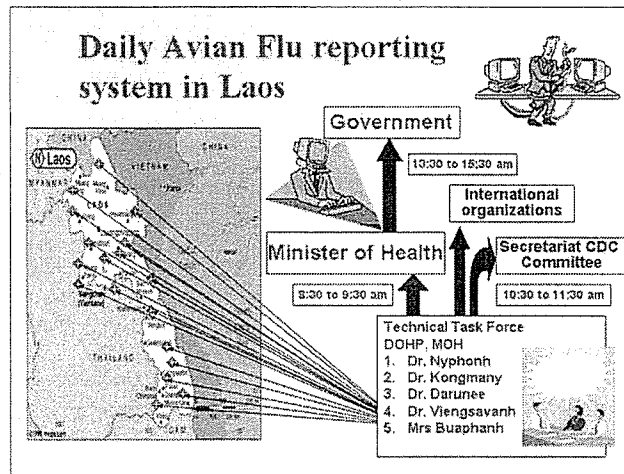 Daily Avian Flu reporting
system in Laos
Government
13:30 to 15:30 am
International
organizations
Minister of Health
Secretariat CDC
Committee
8:30 to 9:30 am
10:30 to 11:30 am
Technical Task Force
DOHP, MOH
1. Dr. Nyphonh
2. Dr. Kongmany
3. Dr. Darunee
4. Dr. Viengsavanh
5. Mrs Buaphanh
CHINA
CHINA
N Laos
VIETNAM
MYANMAR
LAOS
THAILAND